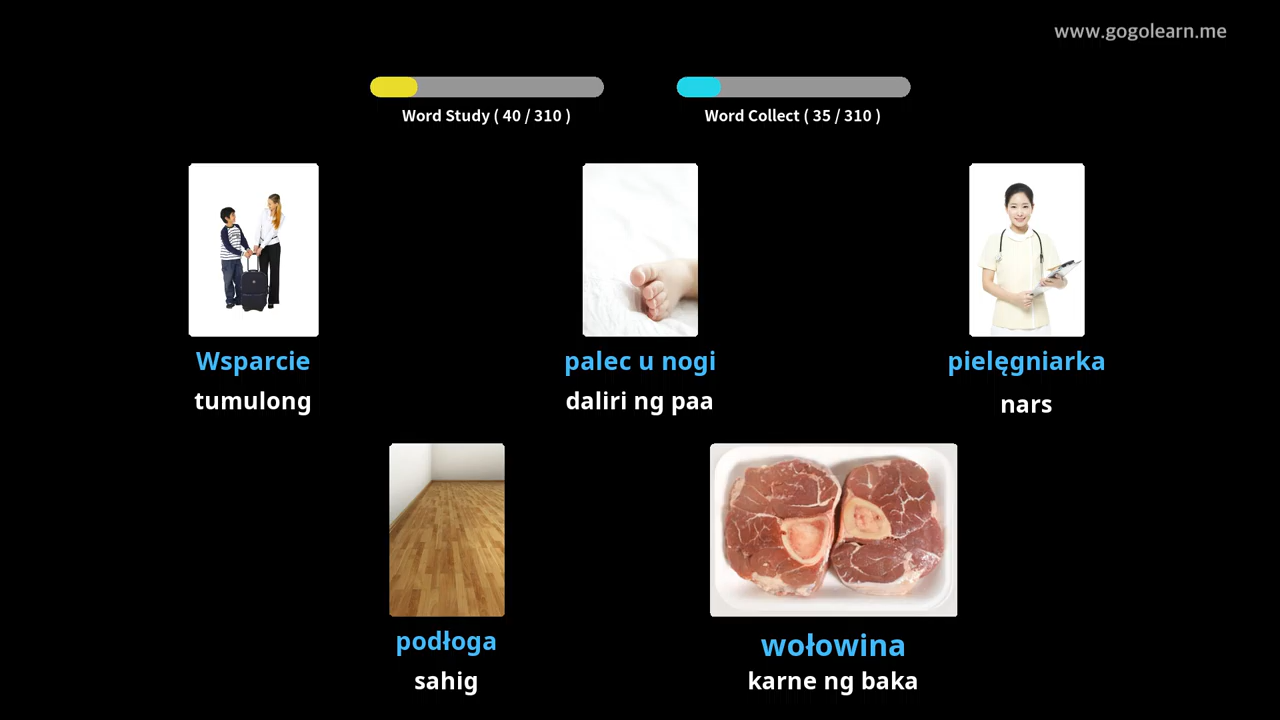 www.gogolearn.me
Word Study ( 40 / 310 )
Word Collect ( 35 / 310 )
Wsparcie
tumulong
palec u nogi
daliri ng paa
pielęgniarka
nars
podłoga
sahig
wołowina
karne ng baka